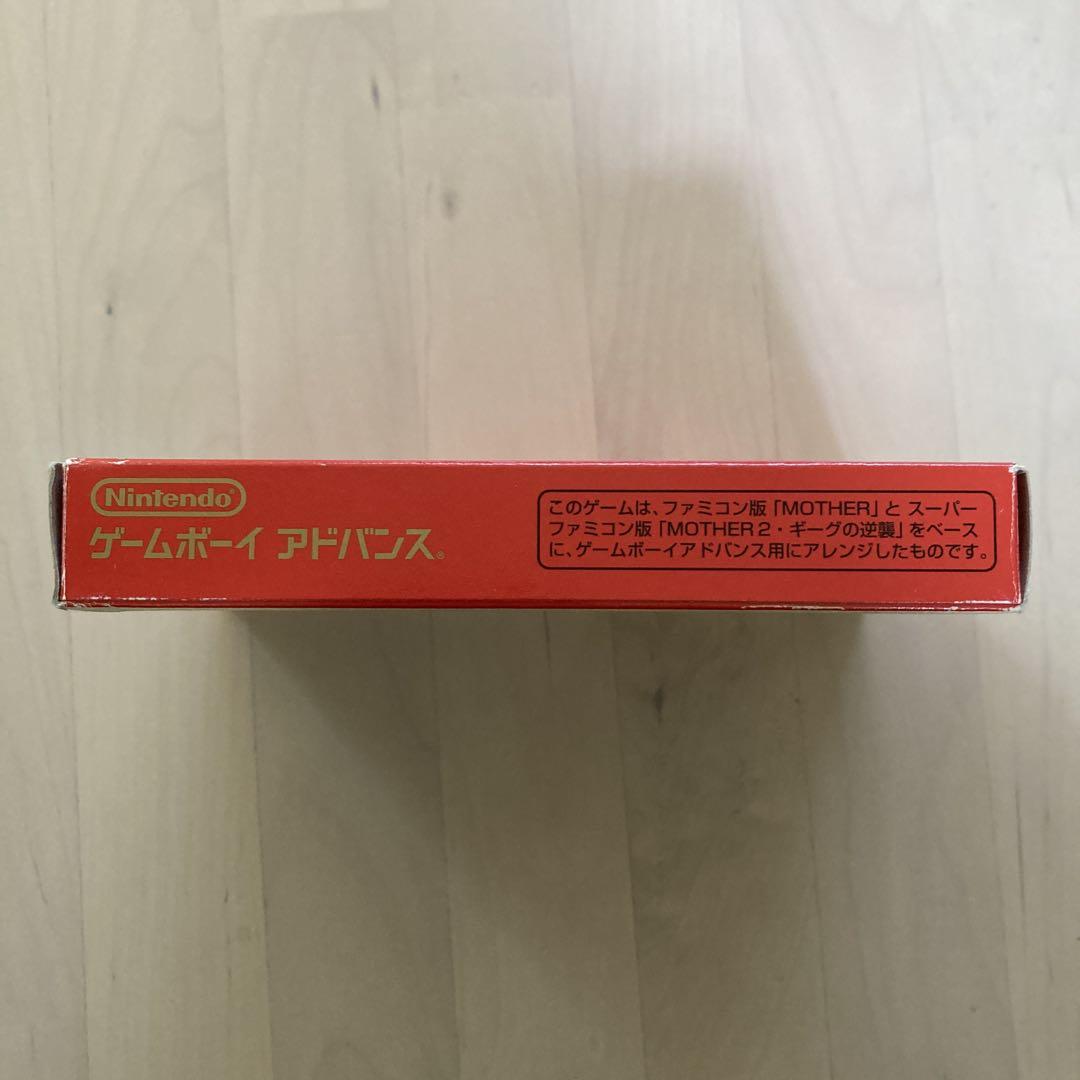 Nintendo®
ゲームボーイ アドバンス®
このゲームは、ファミコン版「MOTHER」と スーパー
ファミコン版「MOTHER2・ギーグの逆襲」をベース
に、ゲームボーイアドバンス用にアレンジしたものです。